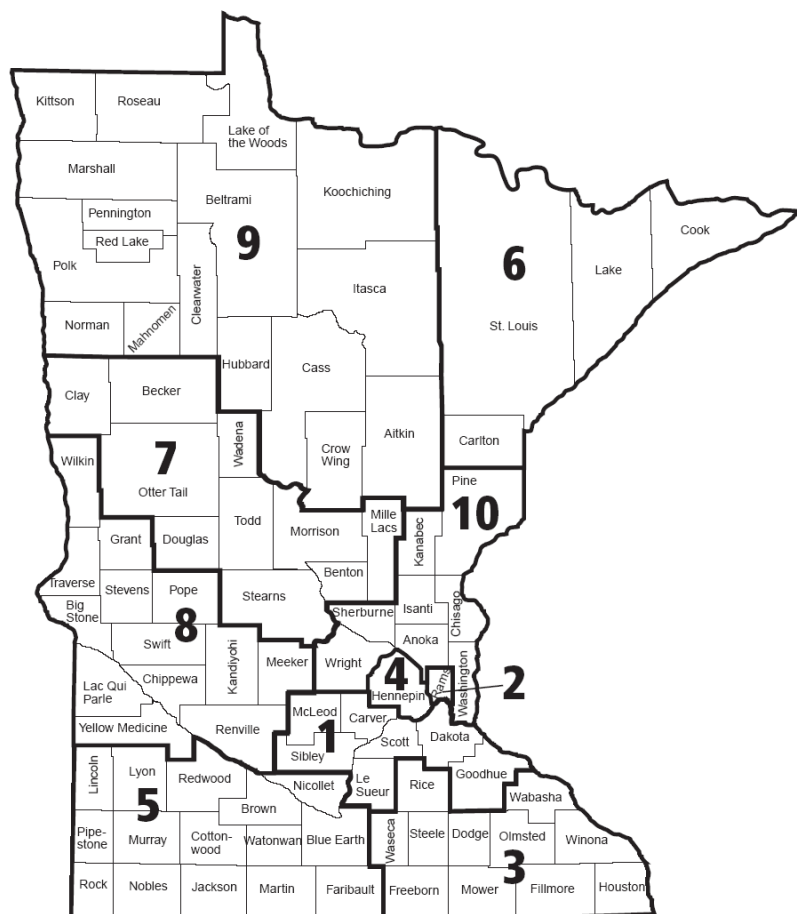 Kittson
Roseau
Lake of
the Woods
Marshall
Beltrami
Koochiching
Pennington
Red Lake
Polk
9
Clearwater
Itasca
Norman
Mahnomen
6
Cook
Lake
St. Louis
Hubbard
Cass
Clay
Becker
Aitkin
Carlton
Wadena
Crow
Wing
7
Otter Tail
Wilkin
Pine
10
Mille
Lacs
Kanabec
Todd
Morrison
Grant
Douglas
Benton
Traverse
Stevens
Pope
Stearns
Big
Stone
Sherburne
Isanti
Chisago
8
Swift
Anoka
Kandiyohi
Meeker
Wright
4
Hennepin
Rams
Washington
2
Lac Qui
Parle
Chippewa
Yellow Medicine
Renville
McLeod
Carver
1
Sibley
Scott
Dakota
Lincoln
Lyon
Redwood
Nicollet
Le
Sueur
Rice
Goodhue
Wabasha
5
Brown
Pipe-
stone
Murray
Cotton-
wood
Watonwan
Blue Earth
Waseca
Steele
Dodge
Olmsted
Winona
3
Rock
Nobles
Jackson
Martin
Faribault
Freeborn
Mower
Fillmore
Houston